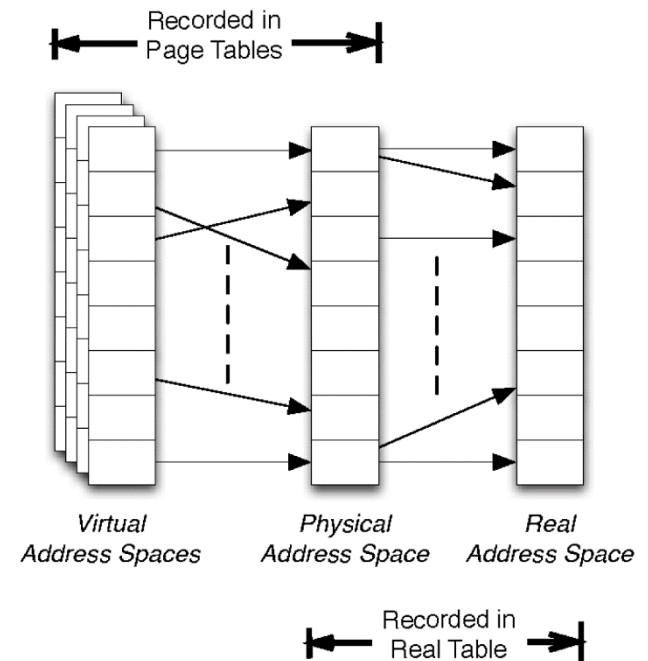 Recorded in
Page Tables
Virtual
Address Spaces
Physical
Address Space
Real
Address Space
Recorded in
Real Table